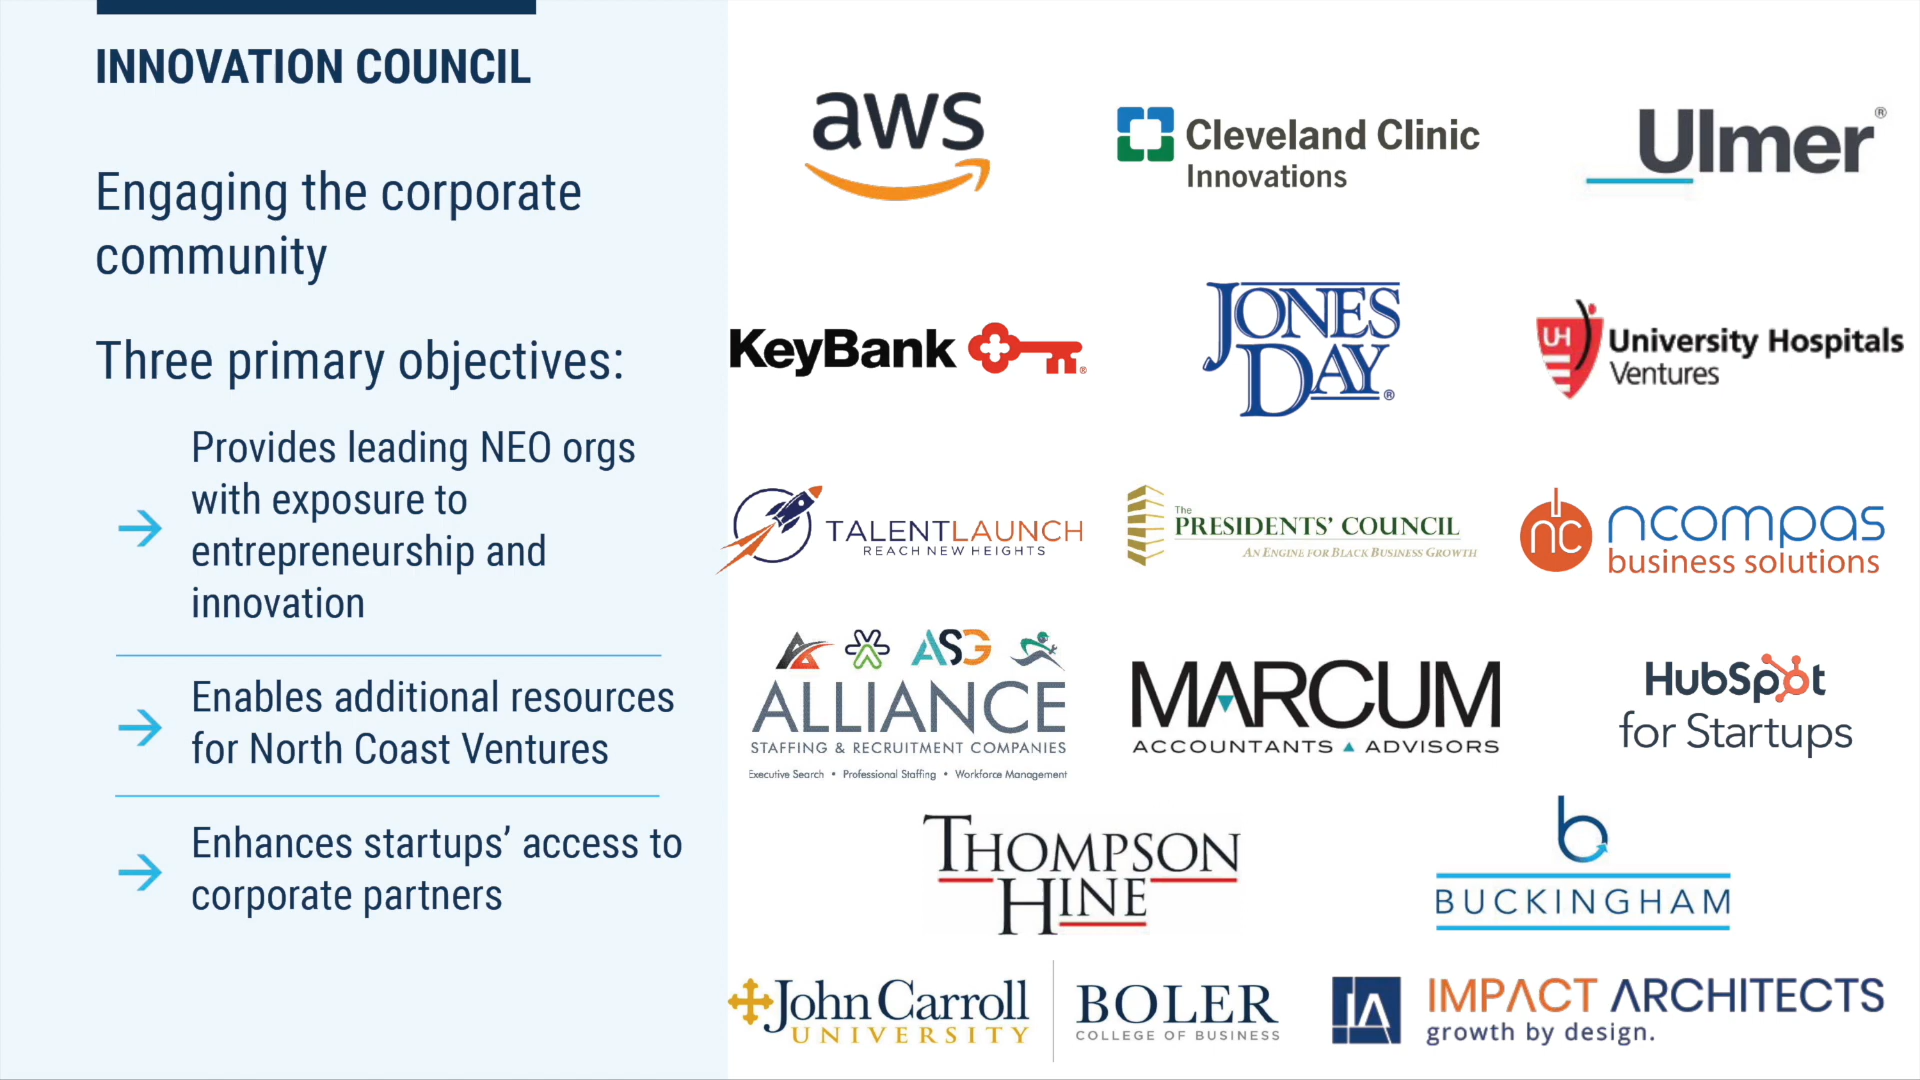 INNOVATION COUNCIL
Engaging the corporate
community
Three primary objectives:
Provides leading NEO orgs
with exposure to
entrepreneurship and
innovation
Enables additional resources
for North Coast Ventures
Enhances startups’ access to
corporate partners
aws
Cleveland Clinic
Innovations
Ulmer®
KeyBank®
JONES
DAY®
UH
University Hospitals
Ventures
TALENTLAUNCH
REACH NEW HEIGHTS
The
PRESIDENTS’ COUNCIL
AN ENGINE FOR BLACK BUSINESS GROWTH
nc
ncompas
business solutions
ASG
ALLIANCE
STAFFING & RECRUITMENT COMPANIES
Executive Search • Professional Staffing • Workforce Management
MARCUM
ACCOUNTANTS ▲ ADVISORS
HubSpot
for Startups
THOMPSON
HINE
b
BUCKINGHAM
John Carroll
UNIVERSITY
BOLER
COLLEGE OF BUSINESS
IA
IMPACT ARCHITECTS
growth by design.